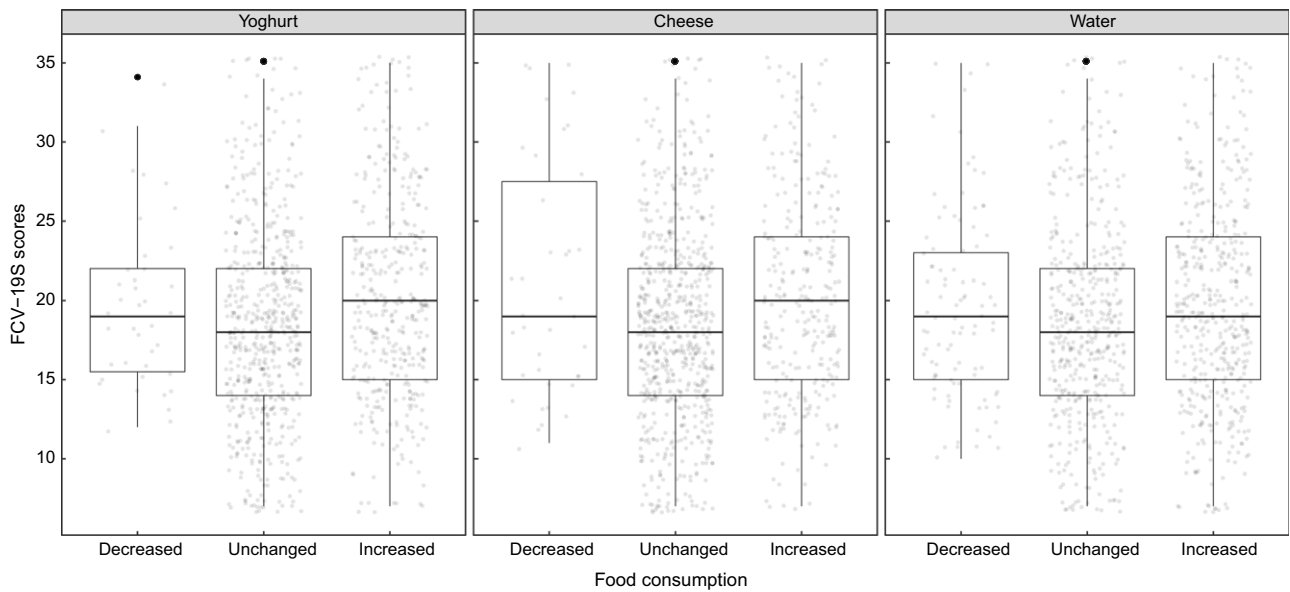 Yoghurt Cheese Water
FCV–19S scores
35
30
25
20
15
10
Decreased Unchanged Increased Decreased Unchanged Increased Decreased Unchanged Increased
Food consumption